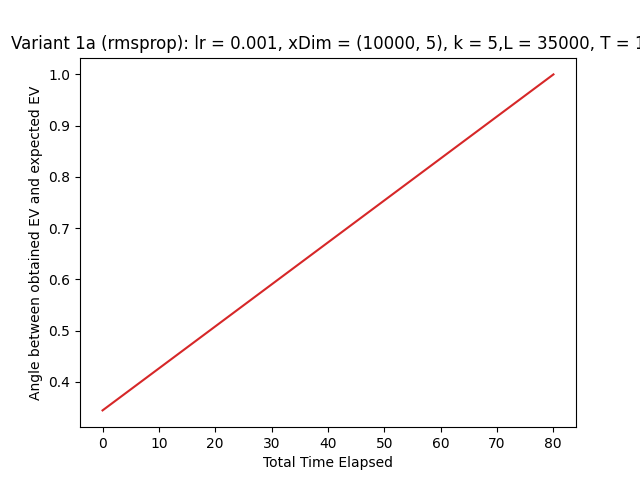 Variant 1a (rmsprop): lr = 0.001, xDim = (10000, 5), k = 5,L = 35000, T = 1
1.0
0.9
0.8
0.7
0.6
0.5
0.4
Angle between obtained EV and expected EV
0 10 20 30 40 50 60 70 80
Total Time Elapsed